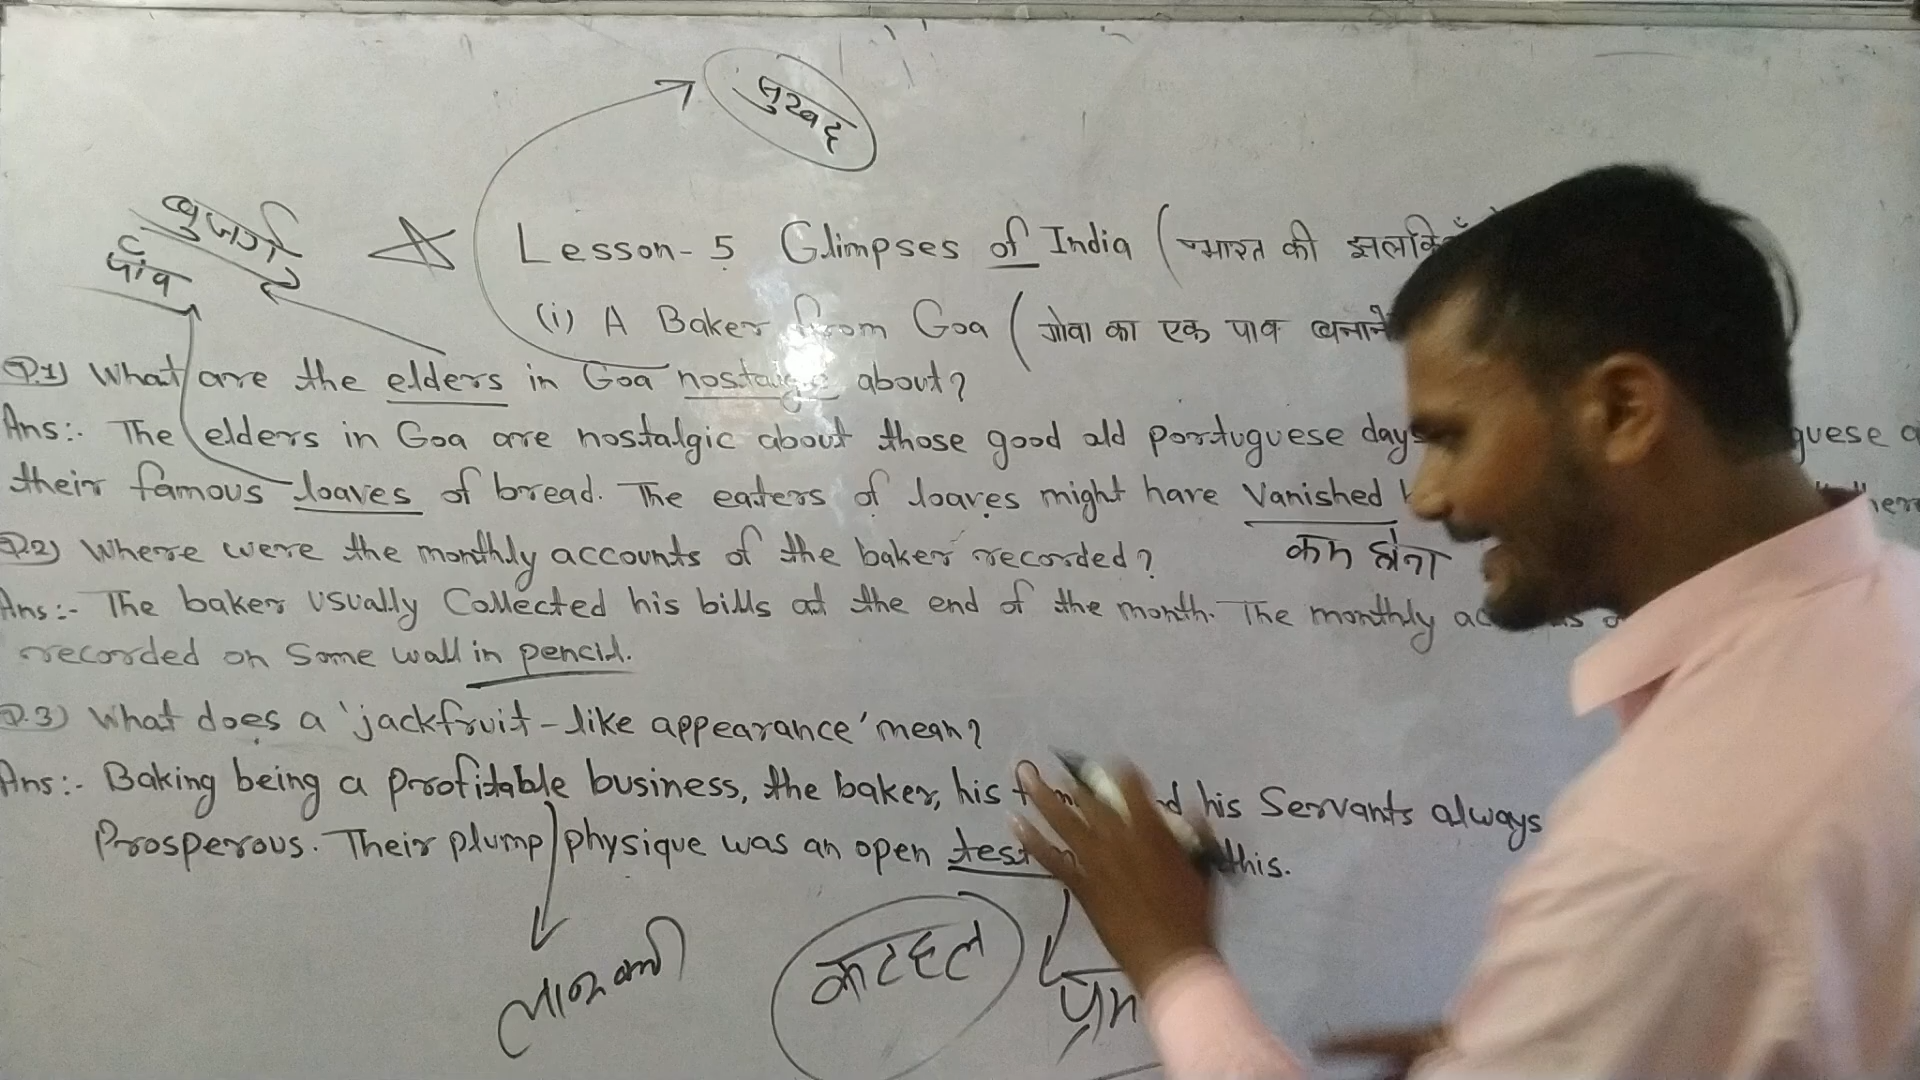 सुखद
बुजर्ग
पांव
Lesson-5 Glimpses of India (भारत की झलकियाँ
(i) A Baker from Goa (गोवा का एक पाव बनाने
Q.1) What are the elders in Goa nostalgic about?
Ans:. The elders in Goa are nostalgic about those good old portuguese days guese a
their famous loaves of bread. The eaters of loaves might have Vanished
कम होना
Q.2) Where were the monthly accounts of the baker recorded?
Ans:- The baker usually Collected his bills at the end of the month. The monthly
recorded on Some wall in pencil.
Q.3) What does a 'jackfruit-like appearance' mean?
Ans:- Baking being a profitable business, the baker, his his Servants always
Prosperous. Their plump physique was an open this.
कटहल